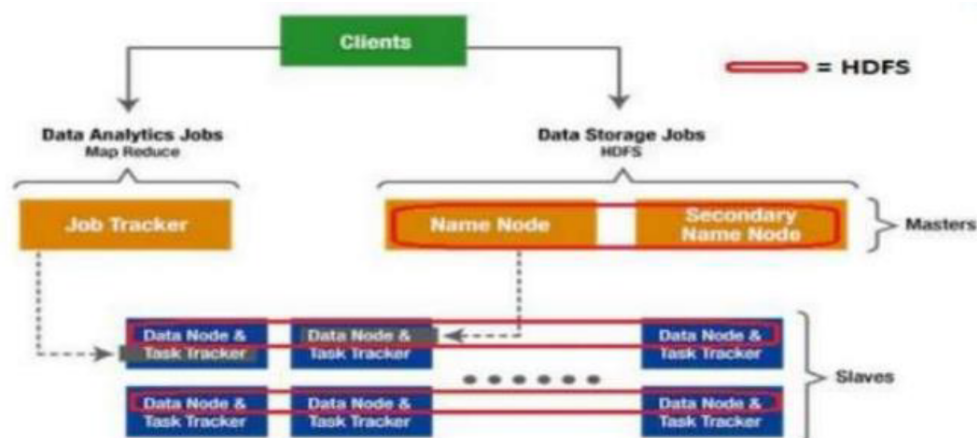 Clients
= HDFS
Data Analytics Jobs
Map Reduce
Data Storage Jobs
HDFS
Job Tracker
Name Node
Secondary
Name Node
Masters
Data Node &
Task Tracker
Data Node &
Task Tracker
Data Node &
Task Tracker
Slaves
Data Node &
Task Tracker
Data Node &
Task Tracker
Data Node &
Task Tracker